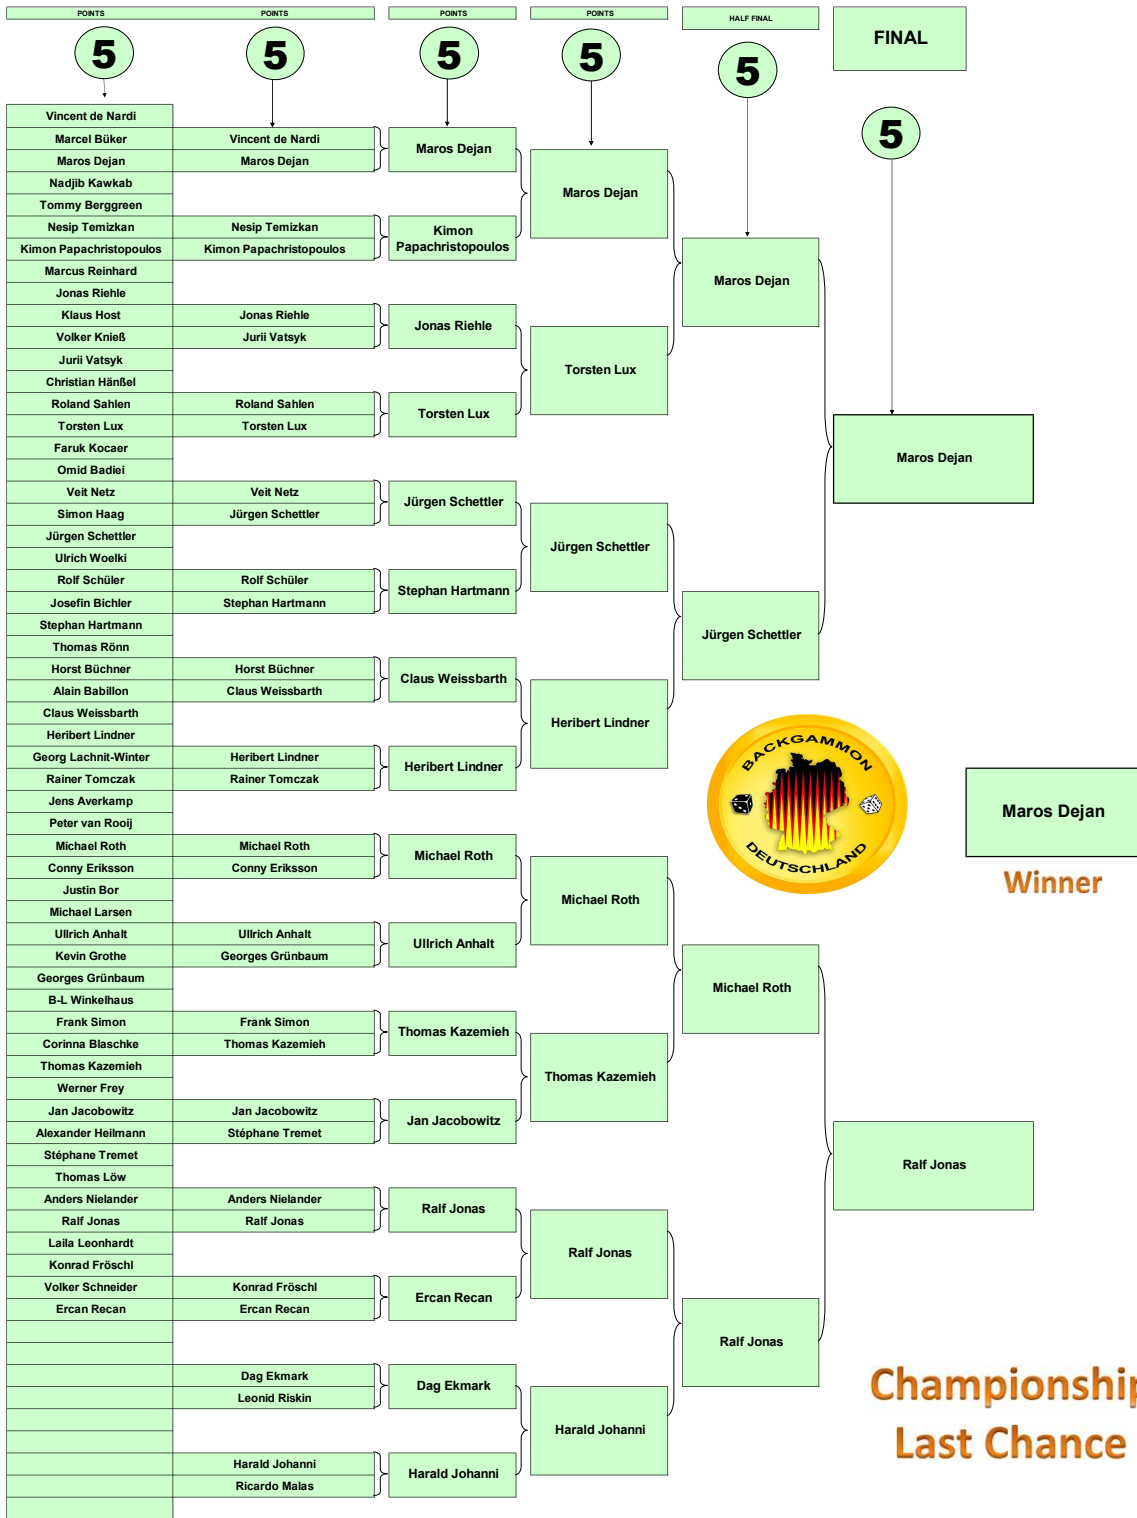 POINTS
POINTS
POINTS
POINTS
HALF FINAL
FINAL
5
5
5
5
5
5
Vincent de Nardi
Marcel Büker
Maros Dejan
Nadjib Kawkab
Tommy Berggreen
Nesip Temizkan
Kimon Papachristopoulos
Marcus Reinhard
Jonas Riehle
Klaus Host
Volker Knieß
Jurii Vatsyk
Christian Hänßel
Roland Sahlen
Torsten Lux
Faruk Kocaer
Omid Badiei
Veit Netz
Simon Haag
Jürgen Schettler
Ulrich Woelki
Rolf Schüler
Josefin Bichler
Stephan Hartmann
Thomas Rönn
Horst Büchner
Alain Babillon
Claus Weissbarth
Heribert Lindner
Georg Lachnit-Winter
Rainer Tomczak
Jens Averkamp
Peter van Rooij
Michael Roth
Conny Eriksson
Justin Bor
Michael Larsen
Ullrich Anhalt
Kevin Grothe
Georges Grünbaum
B-L Winkelhaus
Frank Simon
Corinna Blaschke
Thomas Kazemieh
Werner Frey
Jan Jacobowitz
Alexander Heilmann
Stéphane Tremet
Thomas Löw
Anders Nielander
Ralf Jonas
Laila Leonhardt
Konrad Fröschl
Volker Schneider
Ercan Recan
Vincent de Nardi
Maros Dejan
Nesip Temizkan
Kimon Papachristopoulos
Jonas Riehle
Jurii Vatsyk
Roland Sahlen
Torsten Lux
Veit Netz
Jürgen Schettler
Rolf Schüler
Stephan Hartmann
Horst Büchner
Claus Weissbarth
Heribert Lindner
Rainer Tomczak
Michael Roth
Conny Eriksson
Ullrich Anhalt
Georges Grünbaum
Frank Simon
Thomas Kazemieh
Jan Jacobowitz
Stéphane Tremet
Anders Nielander
Ralf Jonas
Konrad Fröschl
Ercan Recan
Dag Ekmark
Leonid Riskin
Harald Johanni
Ricardo Malas
Maros Dejan
Kimon
Papachristopoulos
Jonas Riehle
Torsten Lux
Jürgen Schettler
Stephan Hartmann
Claus Weissbarth
Heribert Lindner
Michael Roth
Ullrich Anhalt
Thomas Kazemieh
Jan Jacobowitz
Ralf Jonas
Ercan Recan
Dag Ekmark
Harald Johanni
Maros Dejan
Torsten Lux
Jürgen Schettler
Heribert Lindner
Michael Roth
Thomas Kazemieh
Ralf Jonas
Harald Johanni
Maros Dejan
Jürgen Schettler
Michael Roth
Ralf Jonas
Maros Dejan
Ralf Jonas
BACKGAMMON
DEUTSCHLAND
Maros Dejan
Winner
Championship
Last Chance